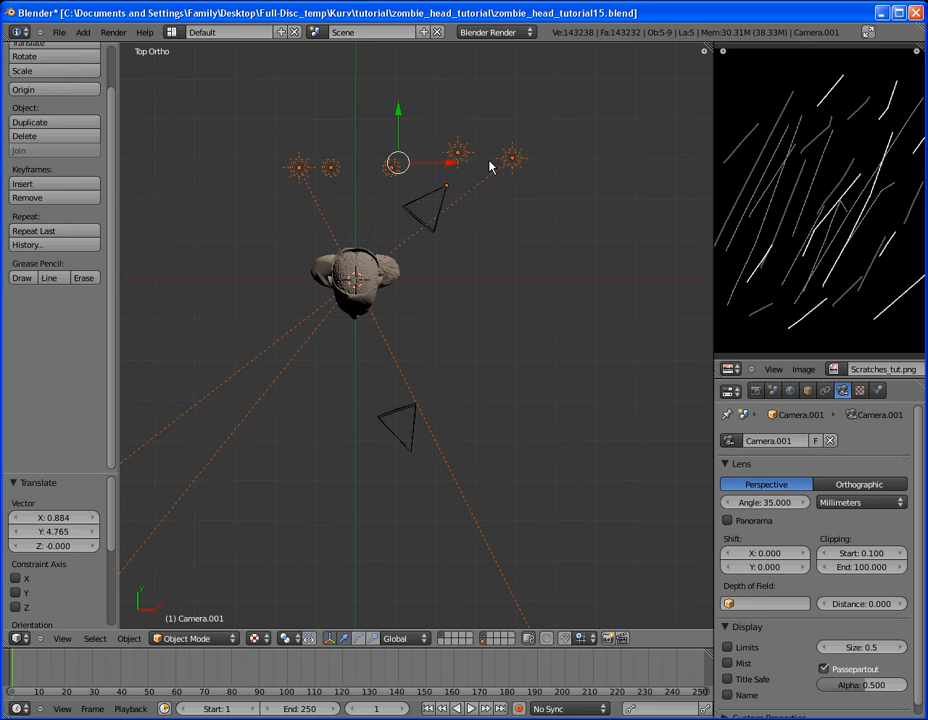 Blender* [C:\Documents and Settings\Family\Desktop\Full-Disc_temp\Kurv\tutorial\zombie_head_tutorial\zombie_head_tutorial15.blend]
File Add Render Help Default Scene Blender Render Ve:143238 | Fa:143232 | Ob:5-9 | La:5 | Mem:30.31M (38.33M) | Camera.001
Translate
Rotate
Scale
Origin
Object:
Duplicate
Delete
Join
Keyframes:
Insert
Remove
Repeat:
Repeat Last
History...
Grease Pencil:
Draw Line Erase
Translate
Vector
X: 0.884
Y: 4.765
Z: -0.000
Constraint Axis
X
Y
Z
Orientation
Top Ortho
(1) Camera.001
View Select Object Object Mode Global
10 20 30 40 50 60 70 80 90 100 110 120 130 140 150 160 170 180 190 200 210 220 230 240 250
View Frame Playback Start: 1 End: 250 1 No Sync
View Image Scratches_tut.png
Camera.001 Camera.001
Camera.001 F
Lens
Perspective Orthographic
Angle: 35.000 Millimeters
Panorama
Shift: Clipping:
X: 0.000 Start: 0.100
Y: 0.000 End: 100.000
Depth of Field:
Distance: 0.000
Display
Limits Size: 0.5
Mist Passepartout
Title Safe Alpha: 0.500
Name
Custom Properties